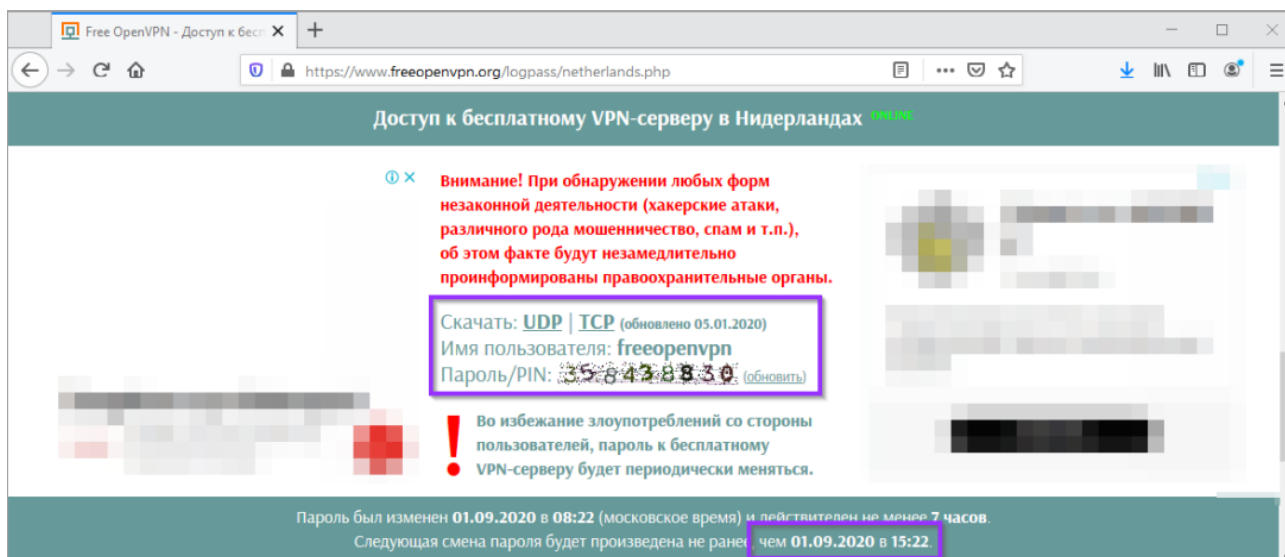 Free OpenVPN - Доступ к бесп
https://www.freeopenvpn.org/logpass/netherlands.php
Доступ к бесплатному VPN-серверу в Нидерландах ONLINE
Внимание! При обнаружении любых форм
незаконной деятельности (хакерские атаки,
различного рода мошенничество, спам и т.п.),
об этом факте будут незамедлительно
проинформированы правоохранительные органы.
Скачать: UDP | TCP (обновлено 05.01.2020)
Имя пользователя: freeopenvpn
Пароль/PIN: 358438830 (обновить)
! Во избежание злоупотреблений со стороны
пользователей, пароль к бесплатному
VPN-серверу будет периодически меняться.
Пароль был изменен 01.09.2020 в 08:22 (московское время) и действителен не менее 7 часов.
Следующая смена пароля будет произведена не ранее, чем 01.09.2020 в 15:22.